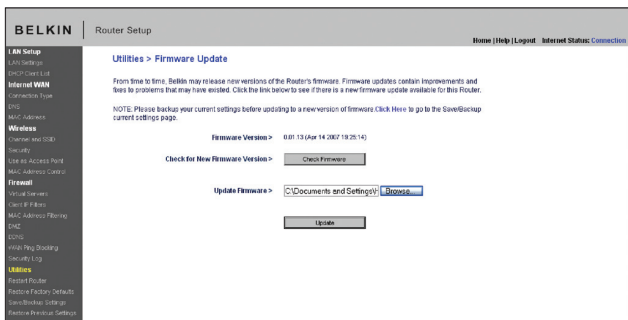 BELKIN
Router Setup
Home | Help | Logout Internet Status: Connection
LAN Setup
LAN Settings
DHCP Client List
Internet WAN
Connection Type
DNS
MAC Address
Wireless
Channel and SSID
Security
Use as Access Point
MAC Address Control
Firewall
Virtual Servers
Client IP Filters
MAC Address Filtering
DMZ
DDNS
WAN Ping Blocking
Security Log
Utilities
Restart Router
Restore Factory Defaults
Save/Backup Settings
Restore Previous Settings
Utilities > Firmware Update
From time to time, Belkin may release new versions of the Router's firmware. Firmware updates contain improvements and
fixes to problems that may have existed. Click the link below to see if there is a new firmware update available for this Router.
NOTE: Please backup your current settings before updating to a new version of firmware.Click Here to go to the Save/Backup
current settings page.
Firmware Version > 0.01.13 (Apr 14 2007 19:25:14)
Check for New Firmware Version > Check Firmware
Update Firmware > C:\Documents and Settings\H Browse...
Update